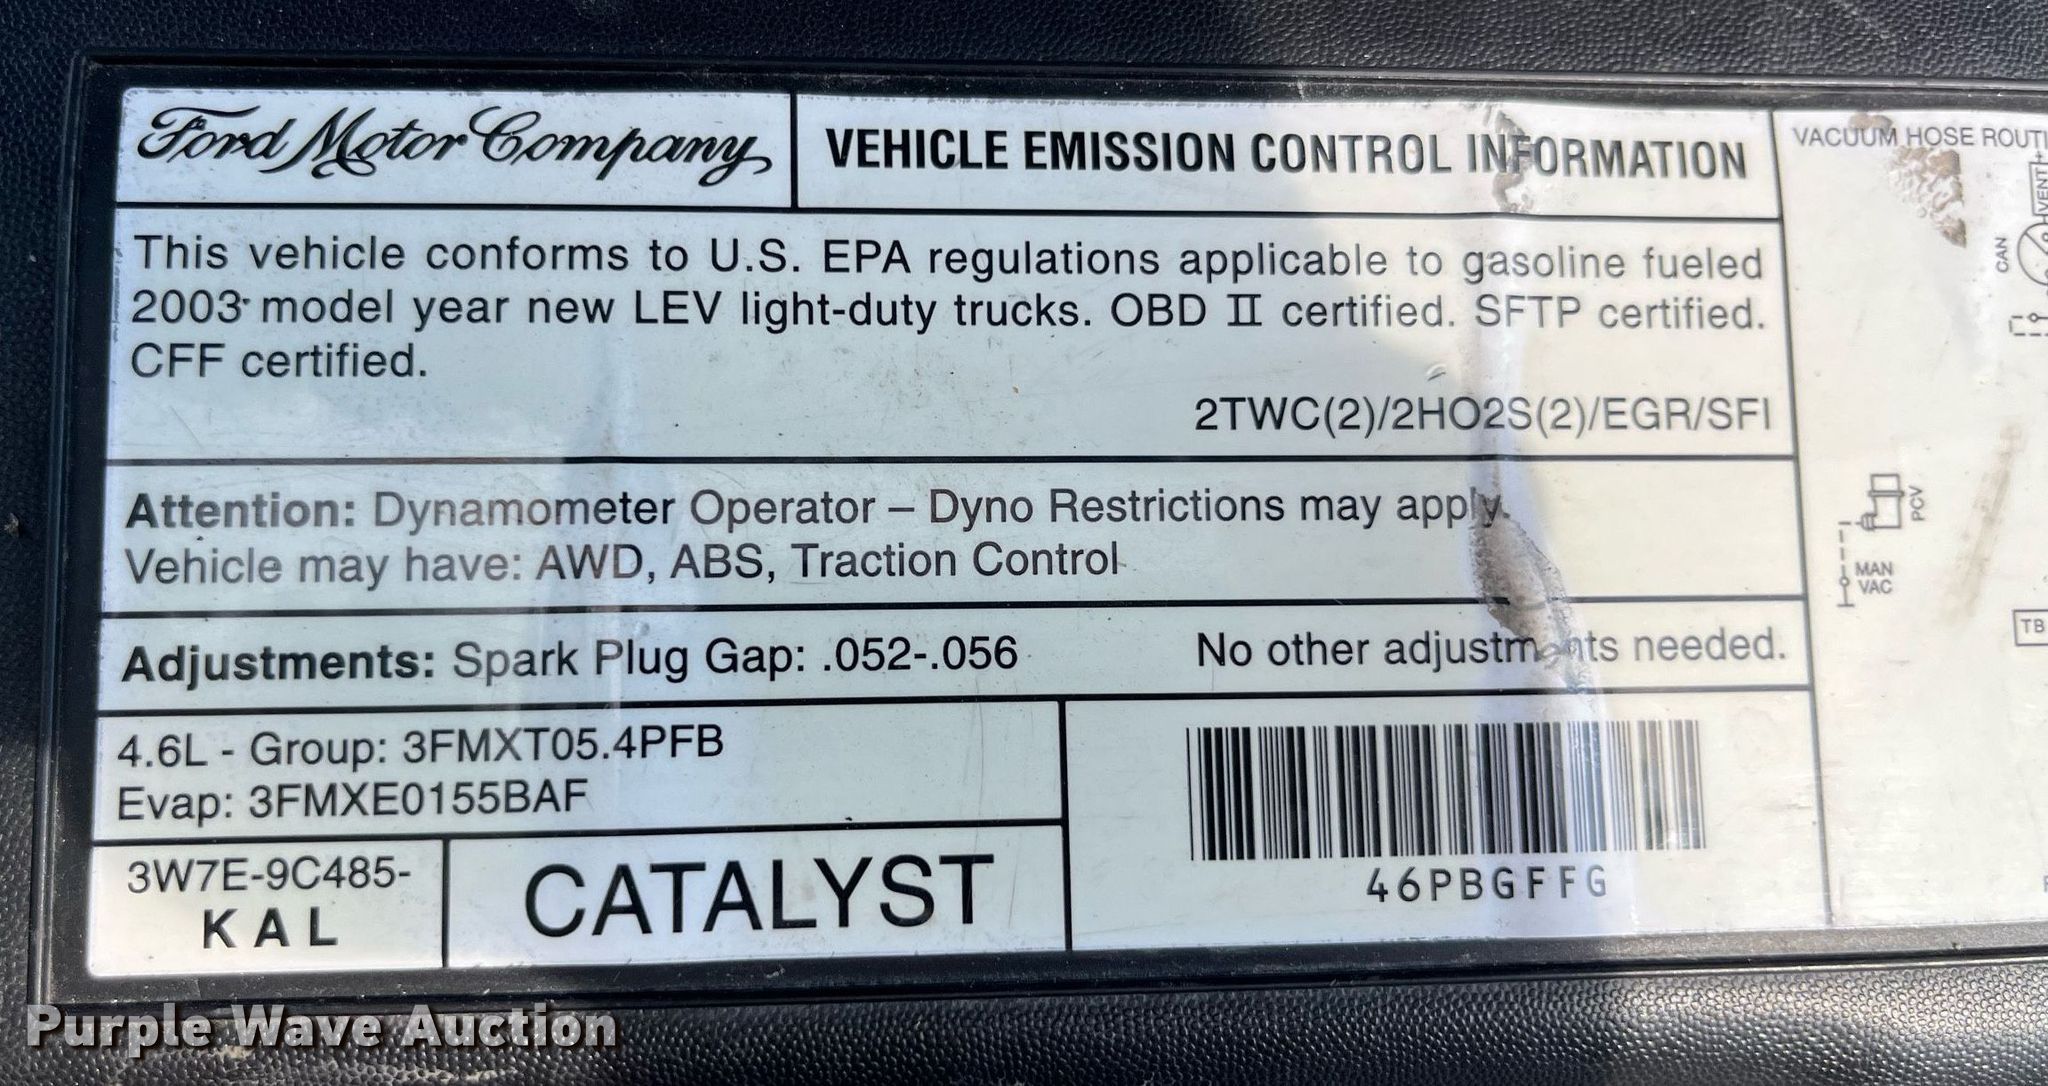 Ford Motor Company
VEHICLE EMISSION CONTROL INFORMATION
This vehicle conforms to U.S. EPA regulations applicable to gasoline fueled
2003 model year new LEV light-duty trucks. OBD II certified. SFTP certified.
CFF certified.
2TWC(2)/2HO2S(2)/EGR/SFI
Attention: Dynamometer Operator – Dyno Restrictions may apply.
Vehicle may have: AWD, ABS, Traction Control
Adjustments: Spark Plug Gap: .052-.056
No other adjustments needed.
4.6L - Group: 3FMXT05.4PFB
Evap: 3FMXE0155BAF
3W7E-9C485-
KAL
CATALYST
46PBGFFG
VACUUM HOSE ROUTI
VENT
CAN
PCV
MAN
VAC
TB
Purple Wave Auction